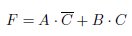 F = A · C̅ + B · C